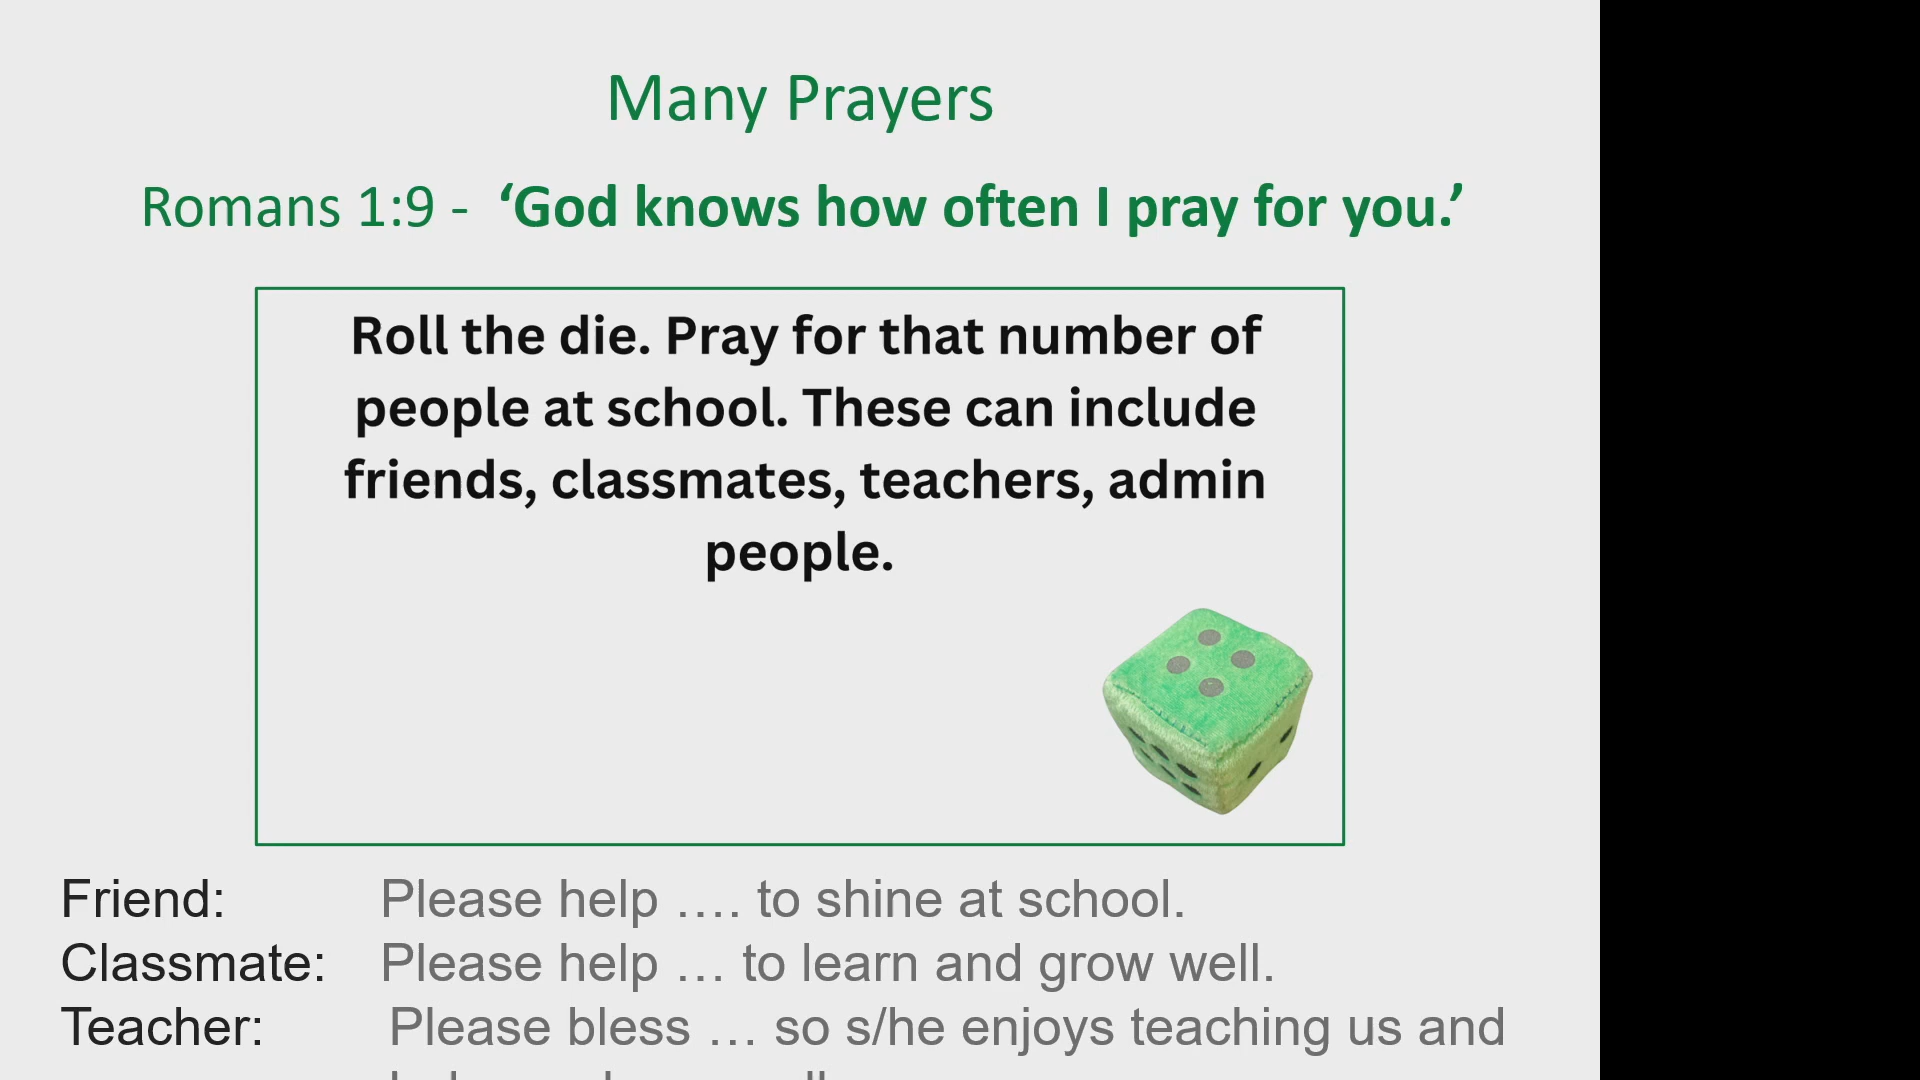 Many Prayers
Romans 1:9 - ‘God knows how often I pray for you.’
Roll the die. Pray for that number of
people at school. These can include
friends, classmates, teachers, admin
people.
Friend: Please help …. to shine at school.
Classmate: Please help … to learn and grow well.
Teacher: Please bless … so s/he enjoys teaching us and